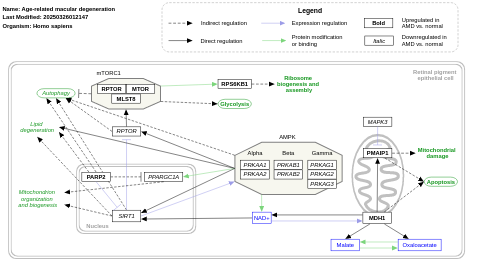 Name: Age-related macular degeneration
Last Modified: 20250326012147
Organism: Homo sapiens
Legend
Indirect regulation
Expression regulation
Bold
Upregulated in
AMD vs. normal
Direct regulation
Protein modification
or binding
Italic
Downregulated in
AMD vs. normal
Retinal pigment
epithelial cell
mTORC1
RPTOR
MTOR
MLST8
Autophagy
RPS6KB1
Ribosome
biogenesis and
assembly
Glycolysis
Lipid
degeneration
RPTOR
MAPK3
AMPK
Alpha
Beta
Gamma
PRKAA1
PRKAA2
PRKAB1
PRKAB2
PRKAG1
PRKAG2
PRKAG3
PMAIP1
Mitochondrial
damage
Apoptosis
PARP2
PPARGC1A
Mitochondrion
organization
and biogenesis
SIRT1
Nucleus
NAD+
MDH1
Malate
Oxaloacetate